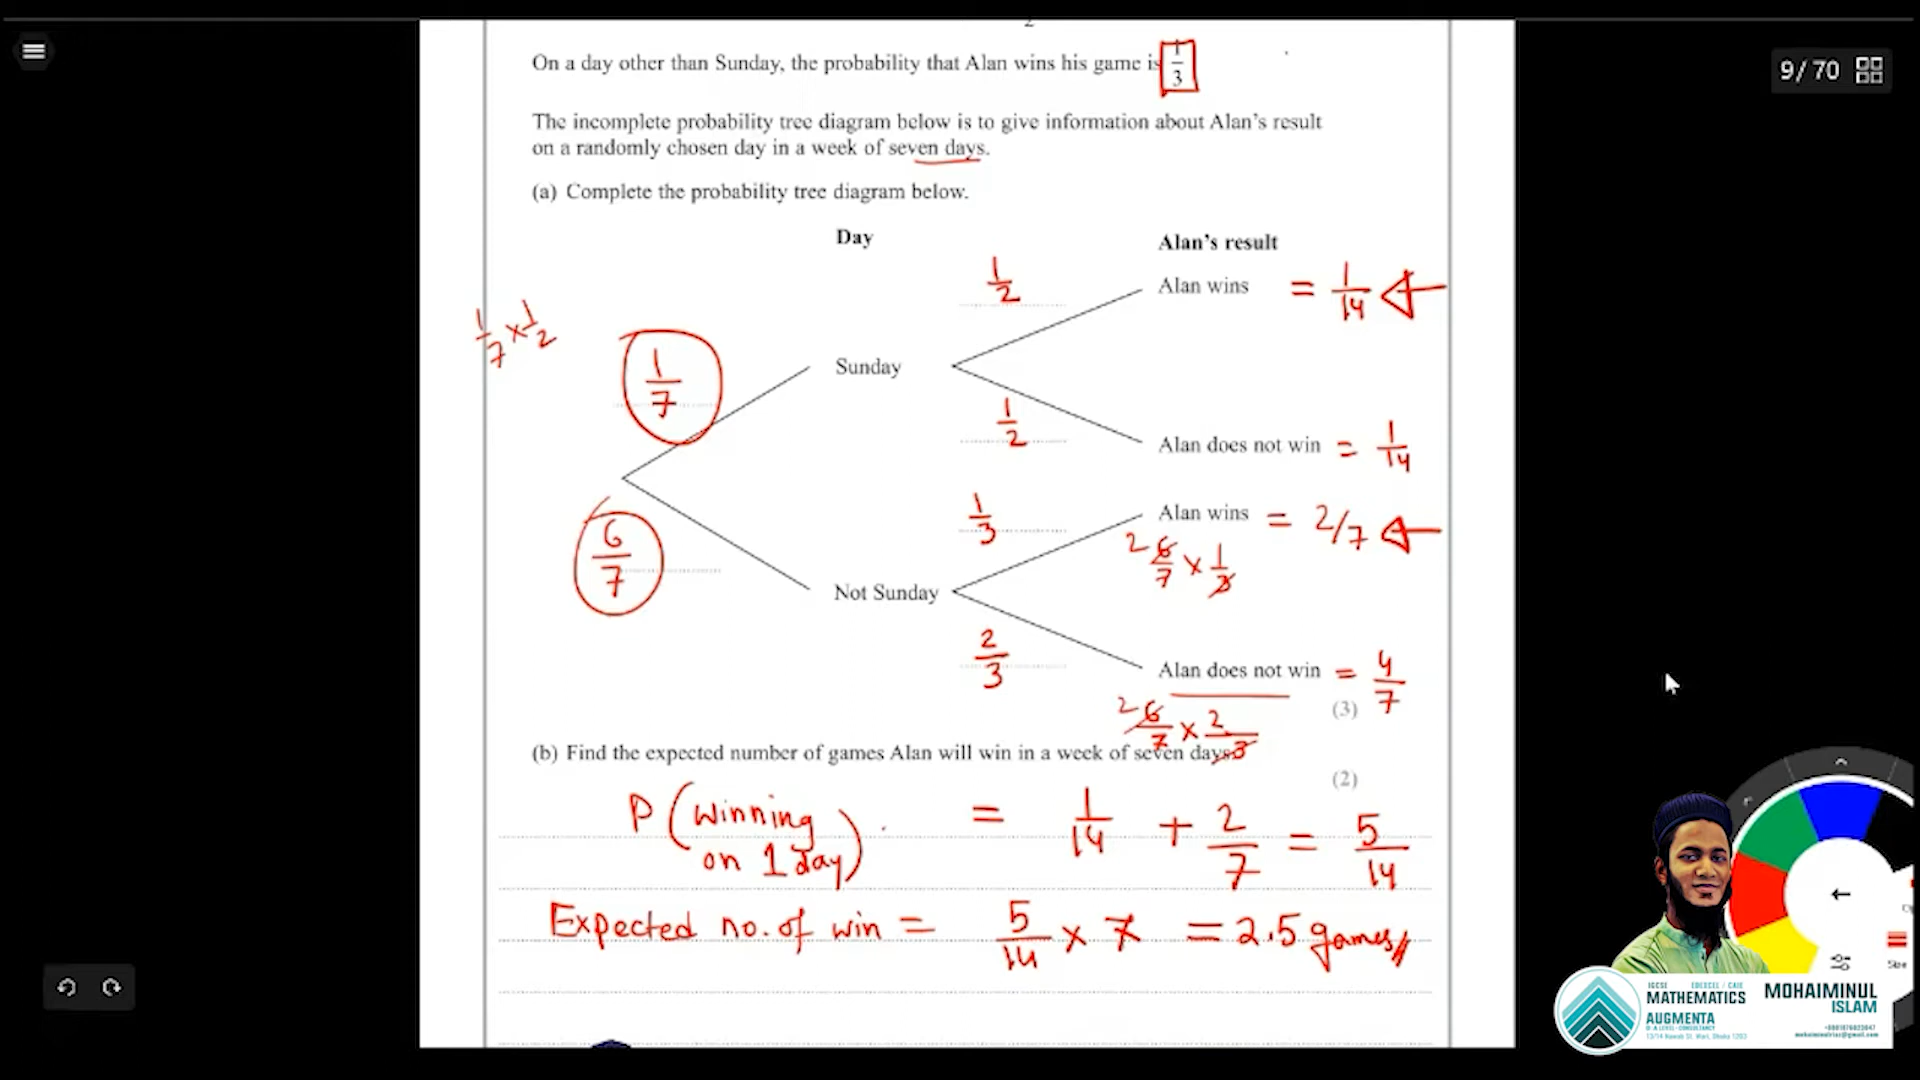 9/ 70
On a day other than Sunday, the probability that Alan wins his game is 1/3
The incomplete probability tree diagram below is to give information about Alan's result
on a randomly chosen day in a week of seven days.
(a) Complete the probability tree diagram below.
Day
Alan's result
1/2
Alan wins = 1/14
1/7 × 1/2
1/7
Sunday
1/2
Alan does not win = 1/14
1/3
Alan wins = 2/7
2 6/7 × 1/3
6/7
Not Sunday
2/3
Alan does not win = 4/7
(3)
2 6/7 × 2/3
(b) Find the expected number of games Alan will win in a week of seven days
(2)
P (winning on 1 day) = 1/14 + 2/7 = 5/14
Expected no. of win = 5/14 × 7 = 2.5 games
Size
IGCSE EDEXCEL / CAIE
MATHEMATICS
AUGMENTA
MOHAIMINUL
ISLAM